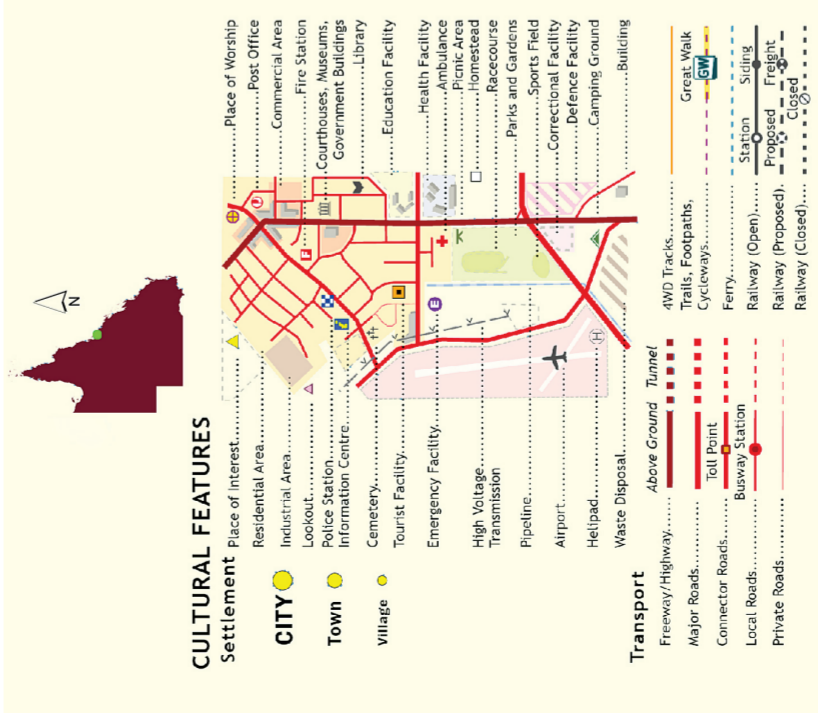 N
CULTURAL FEATURES
Settlement
CITY
Town
Village
Place of Interest
Residential Area
Industrial Area
Lookout
Police Station
Information Centre
Cemetery
Tourist Facility
Emergency Facility
High Voltage
Transmission
Pipeline
Airport
Helipad
Waste Disposal
i
E
H
F
Place of Worship
Post Office
Commercial Area
Fire Station
Courthouses, Museums,
Government Buildings
Library
Education Facility
Health Facility
Ambulance
Picnic Area
Homestead
Racecourse
Parks and Gardens
Sports Field
Correctional Facility
Defence Facility
Camping Ground
Building
Transport
Above Ground Tunnel
Freeway/Highway
Major Roads
Toll Point
Connector Roads
Busway Station
Local Roads
Private Roads
4WD Tracks
Great Walk
Trails, Footpaths,
Cycleways
GW
Ferry
Station Siding
Railway (Open)
Proposed Freight
Railway (Proposed)
Closed
Railway (Closed)